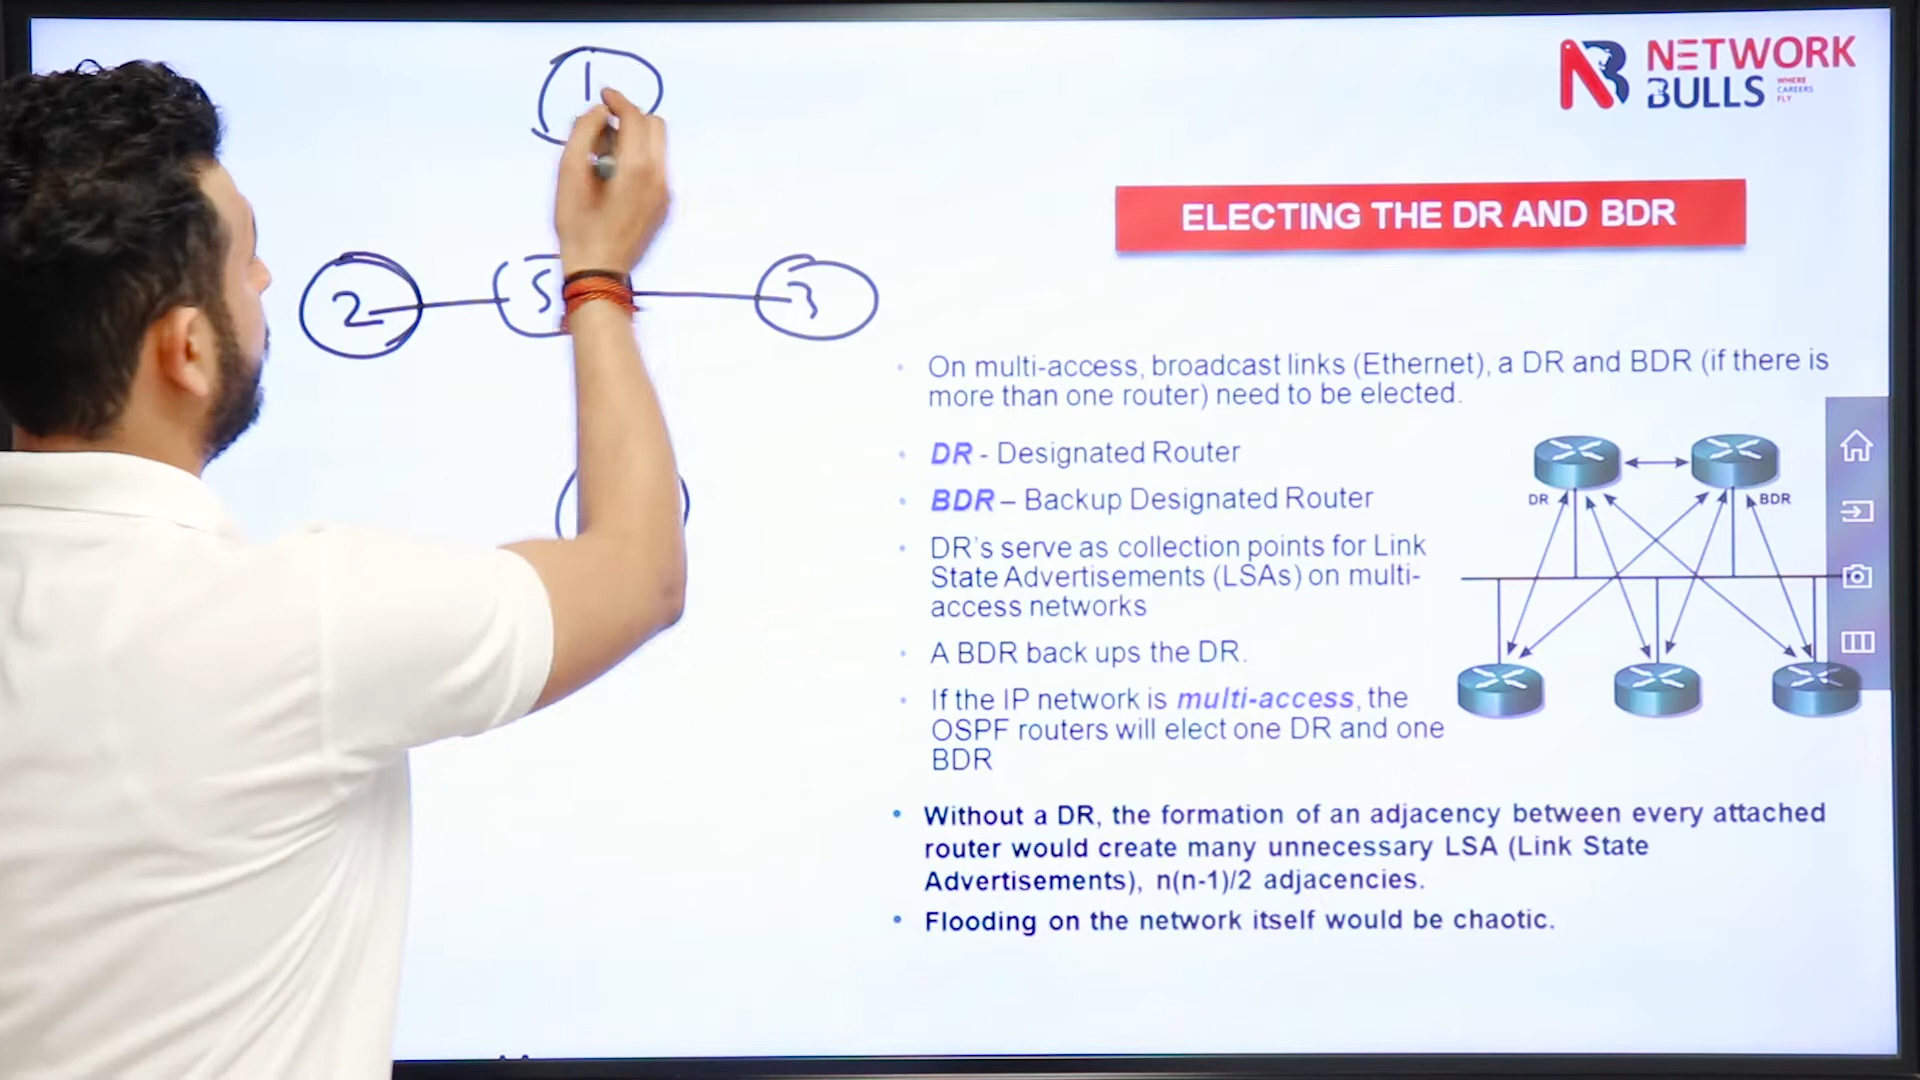 1
NETWORK
BULLS
WHERE
CAREERS
FLY
ELECTING THE DR AND BDR
2
S
3
• On multi-access, broadcast links (Ethernet), a DR and BDR (if there is
more than one router) need to be elected.
• DR - Designated Router
• BDR – Backup Designated Router
DR
BDR
• DR's serve as collection points for Link
State Advertisements (LSAs) on multi-
access networks
• A BDR back ups the DR.
• If the IP network is multi-access, the
OSPF routers will elect one DR and one
BDR
• Without a DR, the formation of an adjacency between every attached
router would create many unnecessary LSA (Link State
Advertisements), n(n-1)/2 adjacencies.
• Flooding on the network itself would be chaotic.